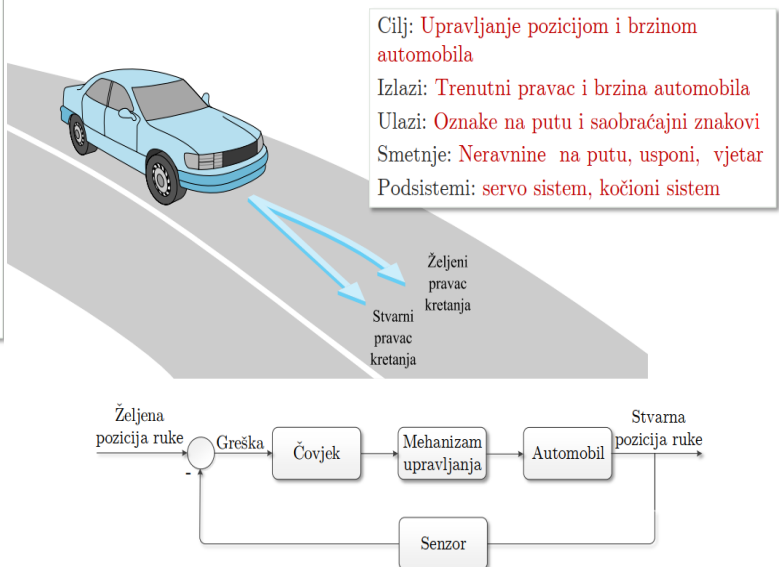 Cilj: Upravljanje pozicijom i brzinom
automobila
Izlazi: Trenutni pravac i brzina automobila
Ulazi: Oznake na putu i saobraćajni znakovi
Smetnje: Neravnine na putu, usponi, vjetar
Podsistemi: servo sistem, kočioni sistem
Željeni
pravac
kretanja
Stvarni
pravac
kretanja
Željena
pozicija ruke
Greška
-
Čovjek
Mehanizam
upravljanja
Automobil
Stvarna
pozicija ruke
Senzor